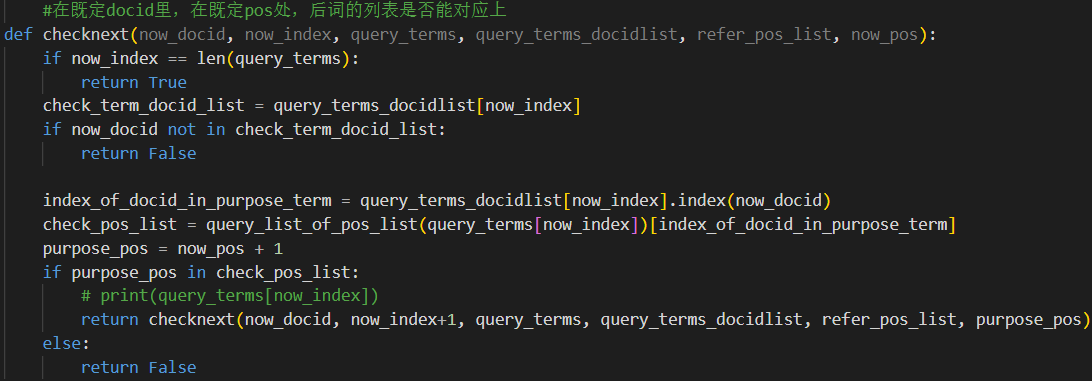 #在既定docid里，在既定pos处，后词的列表是否能对应上
def checknext(now_docid, now_index, query_terms, query_terms_docidlist, refer_pos_list, now_pos):
    if now_index == len(query_terms):
        return True
    check_term_docid_list = query_terms_docidlist[now_index]
    if now_docid not in check_term_docid_list:
        return False

    index_of_docid_in_purpose_term = query_terms_docidlist[now_index].index(now_docid)
    check_pos_list = query_list_of_pos_list(query_terms[now_index])[index_of_docid_in_purpose_term]
    purpose_pos = now_pos + 1
    if purpose_pos in check_pos_list:
        # print(query_terms[now_index])
        return checknext(now_docid, now_index+1, query_terms, query_terms_docidlist, refer_pos_list, purpose_pos)
    else:
        return False